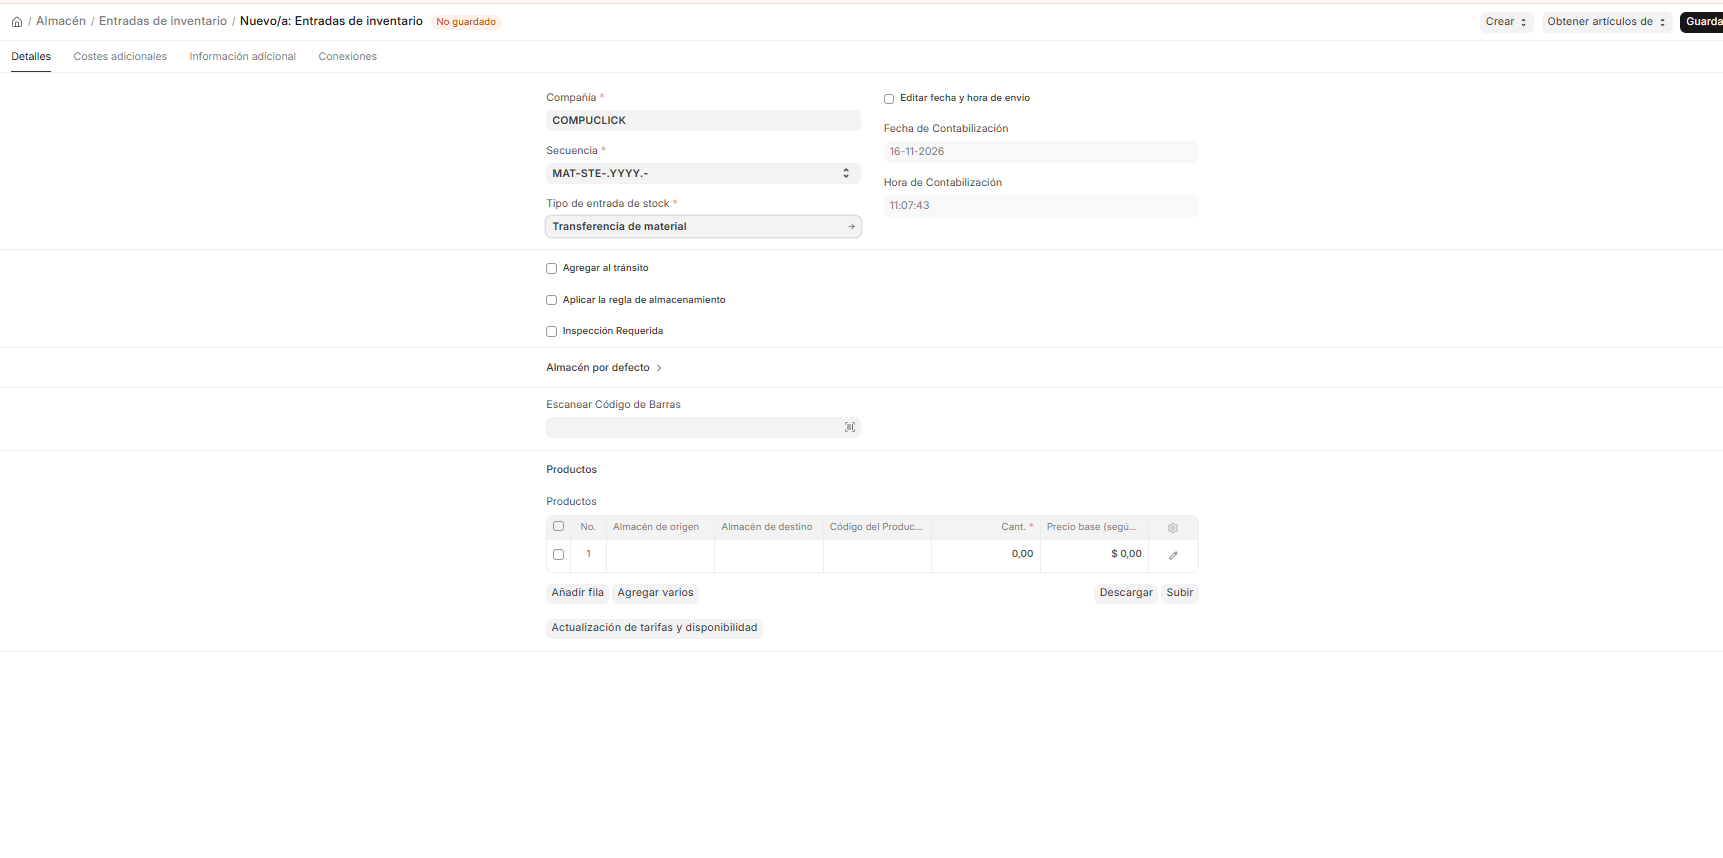 / Almacén / Entradas de inventario / Nuevo/a: Entradas de inventario No guardado Crear Obtener artículos de Guarda
Detalles Costes adicionales Información adicional Conexiones
Compañía *
COMPUCLICK
Secuencia *
MAT-STE-.YYYY.-
Tipo de entrada de stock *
Transferencia de material
Editar fecha y hora de envío
Fecha de Contabilización
16-11-2026
Hora de Contabilización
11:07:43
Agregar al tránsito
Aplicar la regla de almacenamiento
Inspección Requerida
Almacén por defecto
Escanear Código de Barras
Productos
Productos
No. Almacén de origen Almacén de destino Código del Produc... Cant. * Precio base (segú...
1 0,00 $ 0,00
Añadir fila Agregar varios Descargar Subir
Actualización de tarifas y disponibilidad